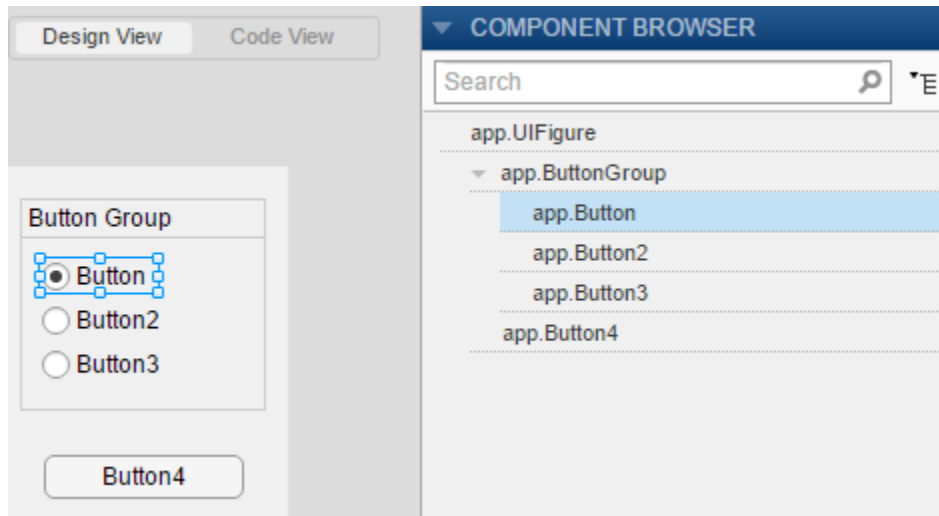 Design View Code View
COMPONENT BROWSER
Search
app.UIFigure
app.ButtonGroup
app.Button
app.Button2
app.Button3
app.Button4
Button Group
Button
Button2
Button3
Button4